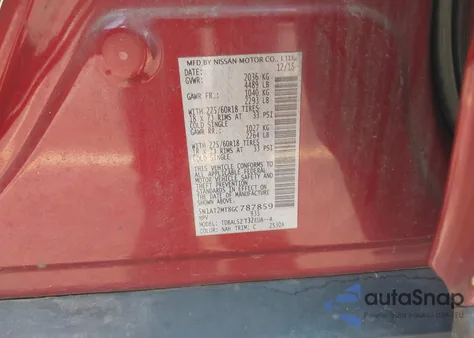 MFD.BY NISSAN MOTOR CO., LTD.
DATE: 12/15
GVWR: 2036 KG
4489 LB
GAWR FR.: 1040 KG
2293 LB
WITH 225/60R18 TIRES
18 X 7J RIMS AT 33 PSI
COLD SINGLE
GAWR RR.: 1027 KG
2264 LB
WITH 225/60R18 TIRES
18 X 7J RIMS AT 33 PSI
COLD SINGLE
THIS VEHICLE CONFORMS TO
ALL APPLICABLE FEDERAL
MOTOR VEHICLE SAFETY AND
THEFT PREVENTION
STANDARDS IN EFFECT ON
THE DATE OF MANUFACTURE
SHOWN ABOVE.
5N1AT2MT8GC787859
MPV
MODEL:
COLOR: NAH TRIM: C
autoSnap